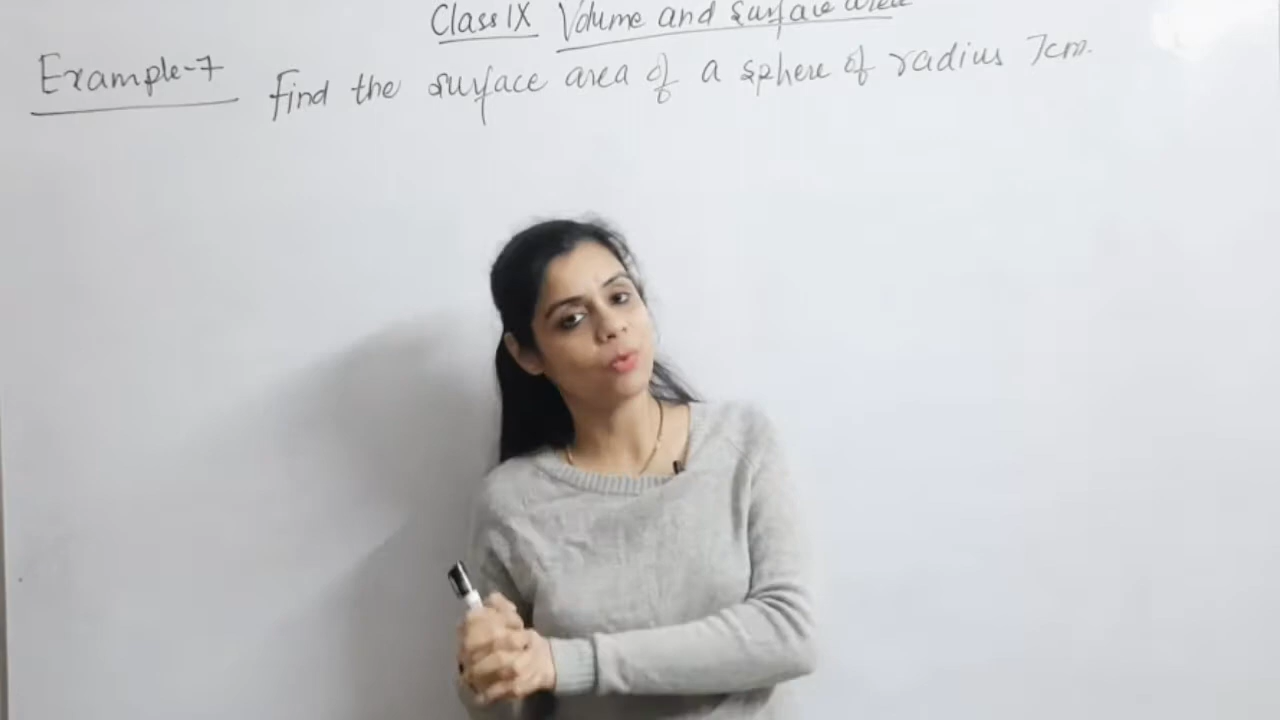 Class IX Volume and Surface area
Example-7 Find the surface area of a sphere of radius 7cm.